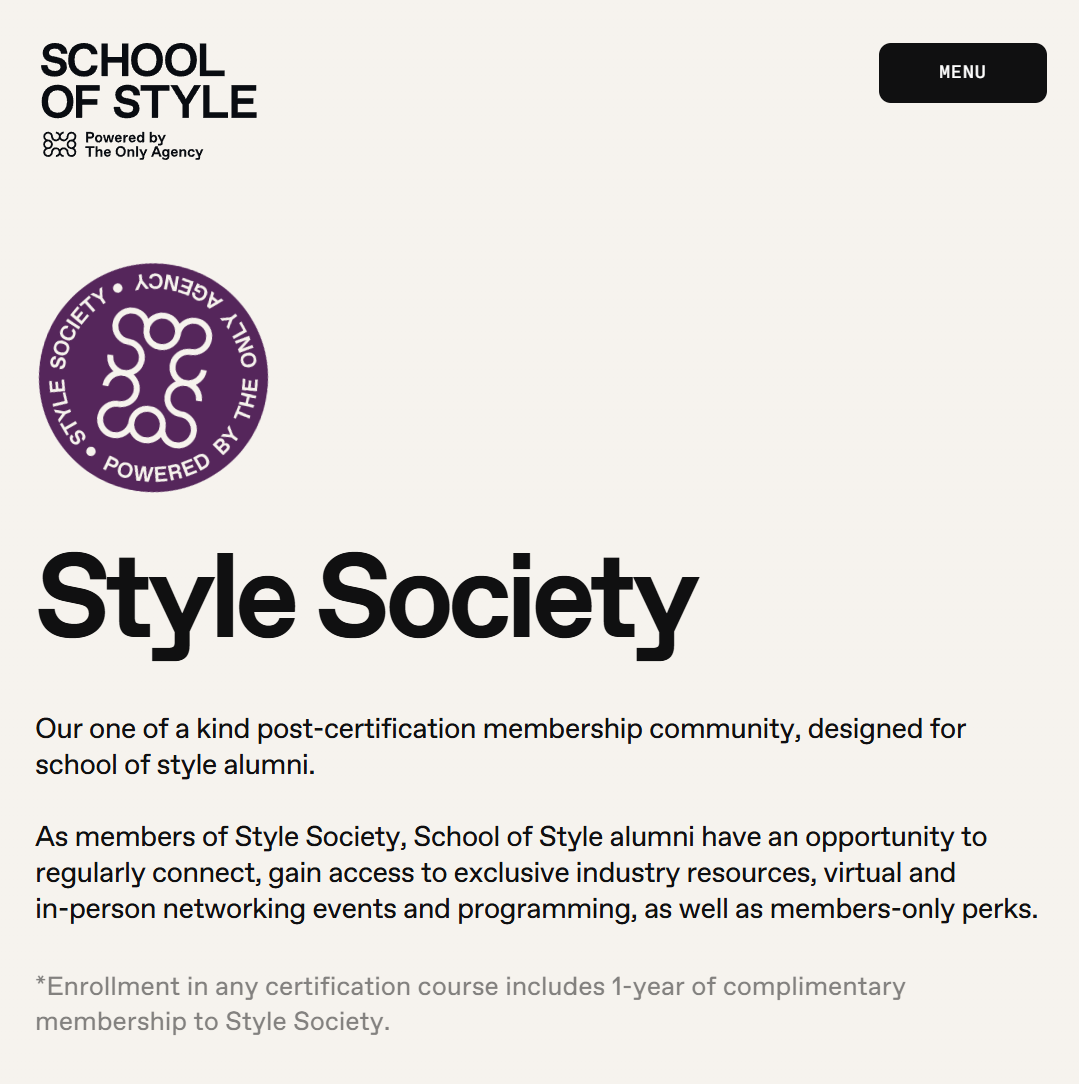 SCHOOL
OF STYLE
Powered by
The Only Agency
MENU
STYLE SOCIETY • POWERED BY THE ONLY AGENCY •
Style Society
Our one of a kind post-certification membership community, designed for
school of style alumni.
As members of Style Society, School of Style alumni have an opportunity to
regularly connect, gain access to exclusive industry resources, virtual and
in-person networking events and programming, as well as members-only perks.
*Enrollment in any certification course includes 1-year of complimentary
membership to Style Society.